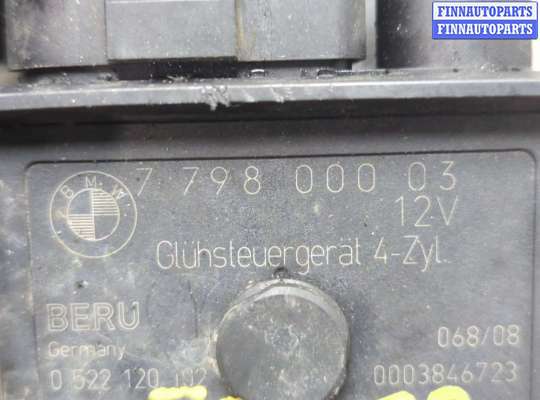 FINNAUTOPARTS
FINNAUTOPARTS
BMW
7 798 000 03
12V
Glühsteuergerät 4-Zyl.
BERU
Germany
068/08
0 522 120
0003846723